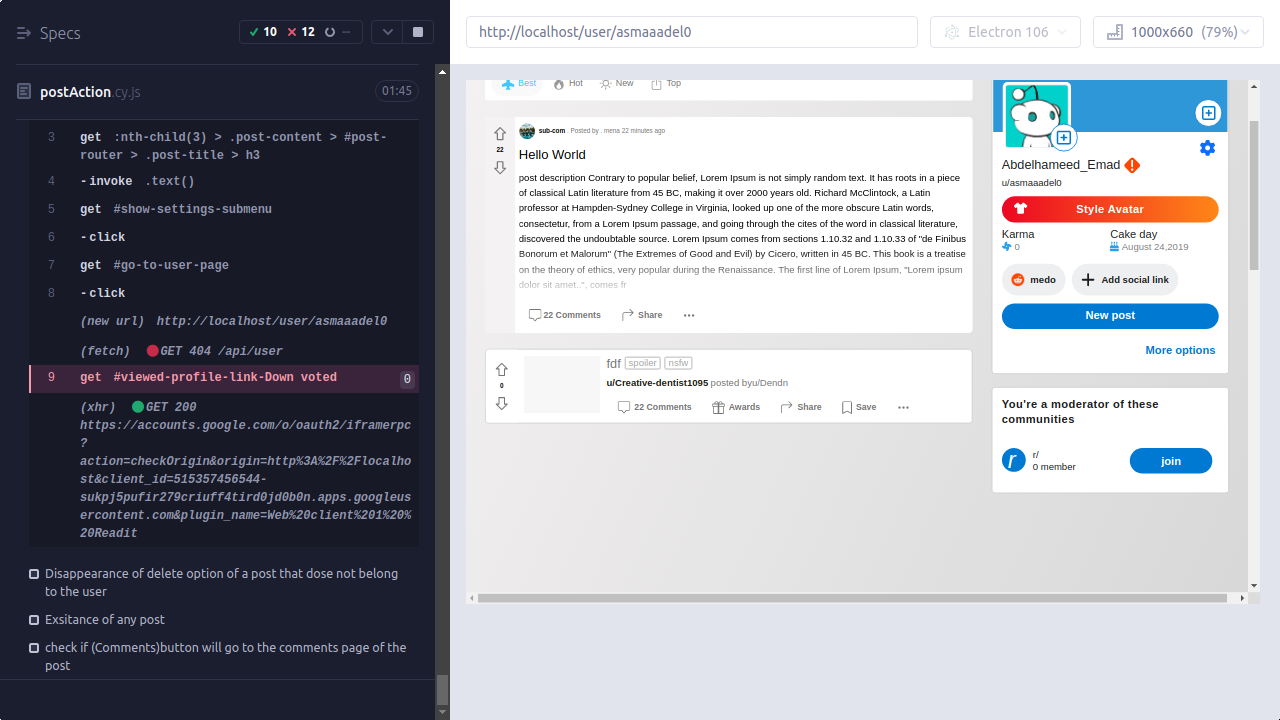 Specs
10
12
--
http://localhost/user/asmaaadel0
Electron 106
1000x660 (79%)
postAction.cy.js
01:45
3 get :nth-child(3) > .post-content > #post-
router > .post-title > h3
4 -invoke .text()
5 get #show-settings-submenu
6 -click
7 get #go-to-user-page
8 -click
(new url) http://localhost/user/asmaaadel0
(fetch) GET 404 /api/user
9 get #viewed-profile-link-Down voted 0
(xhr) GET 200
https://accounts.google.com/o/oauth2/iframerpc
?
action=checkOrigin&origin=http%3A%2F%2Flocalho
st&client_id=515357456544-
sukpj5pufir279criuff4tird0jd0b0n.apps.googleus
ercontent.com&plugin_name=Web%20client%201%20%
20Readit
Disappearance of delete option of a post that dose not belong
to the user
Exsitance of any post
check if (Comments)button will go to the comments page of the
post
Best
Hot
New
Top
22
sub-com · Posted by . mena 22 minutes ago
Hello World
post description Contrary to popular belief, Lorem Ipsum is not simply random text. It has roots in a piece
of classical Latin literature from 45 BC, making it over 2000 years old. Richard McClintock, a Latin
professor at Hampden-Sydney College in Virginia, looked up one of the more obscure Latin words,
consectetur, from a Lorem Ipsum passage, and going through the cites of the word in classical literature,
discovered the undoubtable source. Lorem Ipsum comes from sections 1.10.32 and 1.10.33 of "de Finibus
Bonorum et Malorum" (The Extremes of Good and Evil) by Cicero, written in 45 BC. This book is a treatise
on the theory of ethics, very popular during the Renaissance. The first line of Lorem Ipsum, "Lorem ipsum
dolor sit amet..", comes fr
22 Comments
Share
0
fdf spoiler nsfw
u/Creative-dentist1095 posted byu/Dendn
22 Comments
Awards
Share
Save
Abdelhameed_Emad
u/asmaaadel0
Style Avatar
Karma
0
Cake day
August 24,2019
medo
Add social link
New post
More options
You're a moderator of these
communities
r
r/
0 member
join